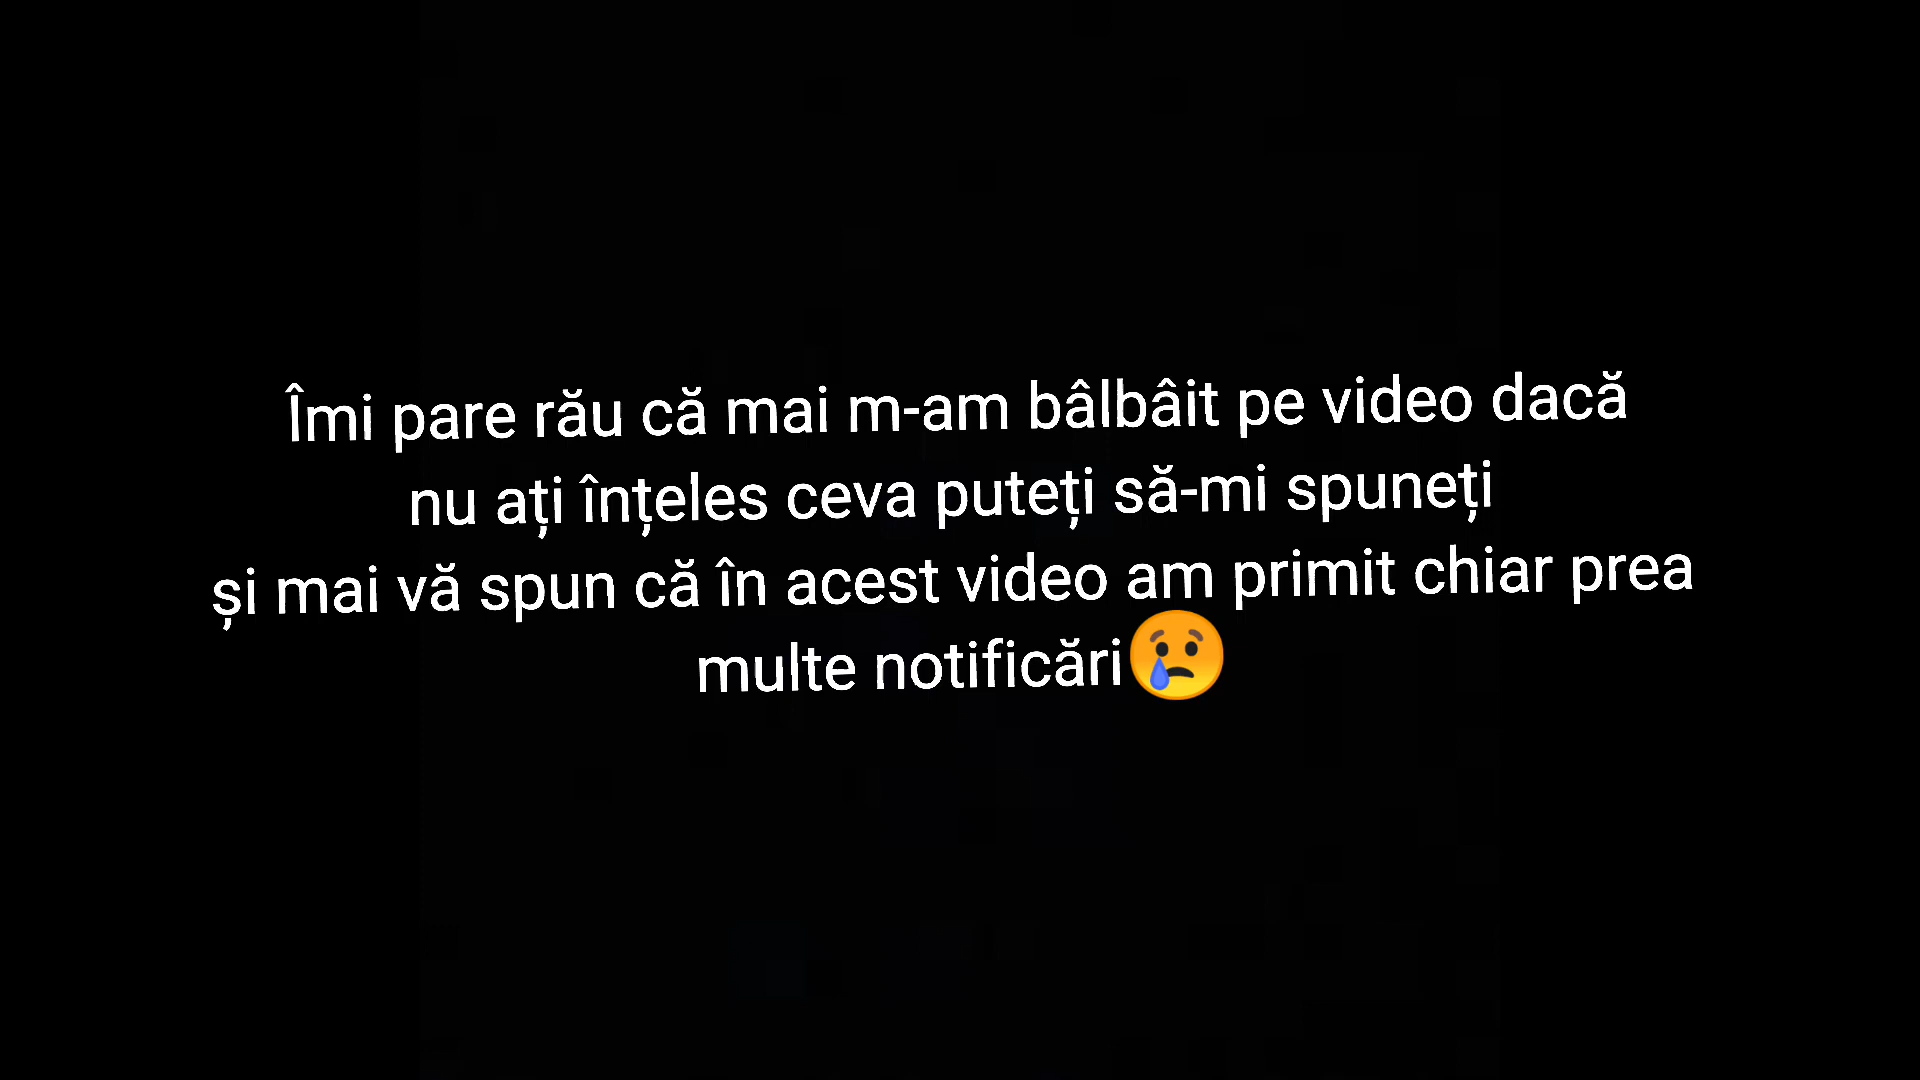 Îmi pare rău că mai m-am bâlbâit pe video dacă
nu ați înțeles ceva puteți să-mi spuneți
și mai vă spun că în acest video am primit chiar prea
multe notificări😢